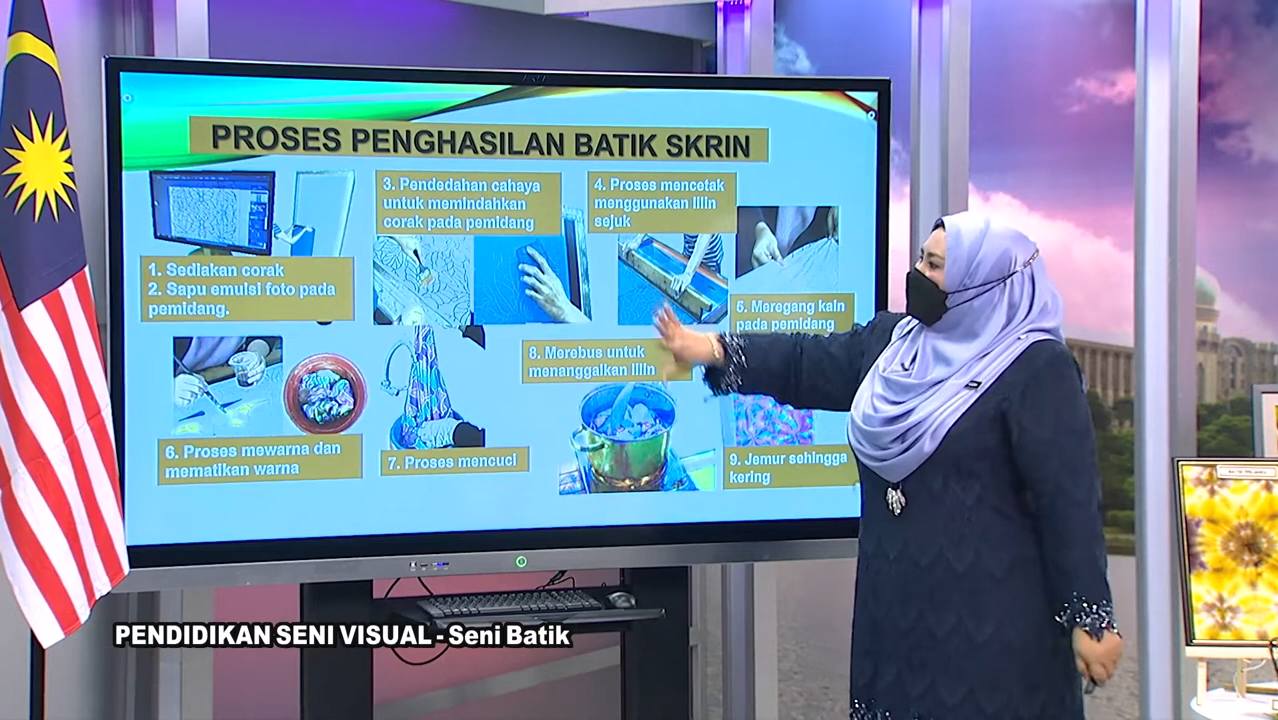 PROSES PENGHASILAN BATIK SKRIN
3. Pendedahan cahaya
untuk memindahkan
corak pada pemidang
4. Proses mencetak
menggunakan lilin
sejuk
1. Sediakan corak
2. Sapu emulsi foto pada
pemidang.
5. Meregang kain
pada pemidang
8. Merebus untuk
menanggalkan lilin
6. Proses mewarna dan
mematikan warna
7. Proses mencuci
9. Jemur sehingga
kering
PENDIDIKAN SENI VISUAL - Seni Batik